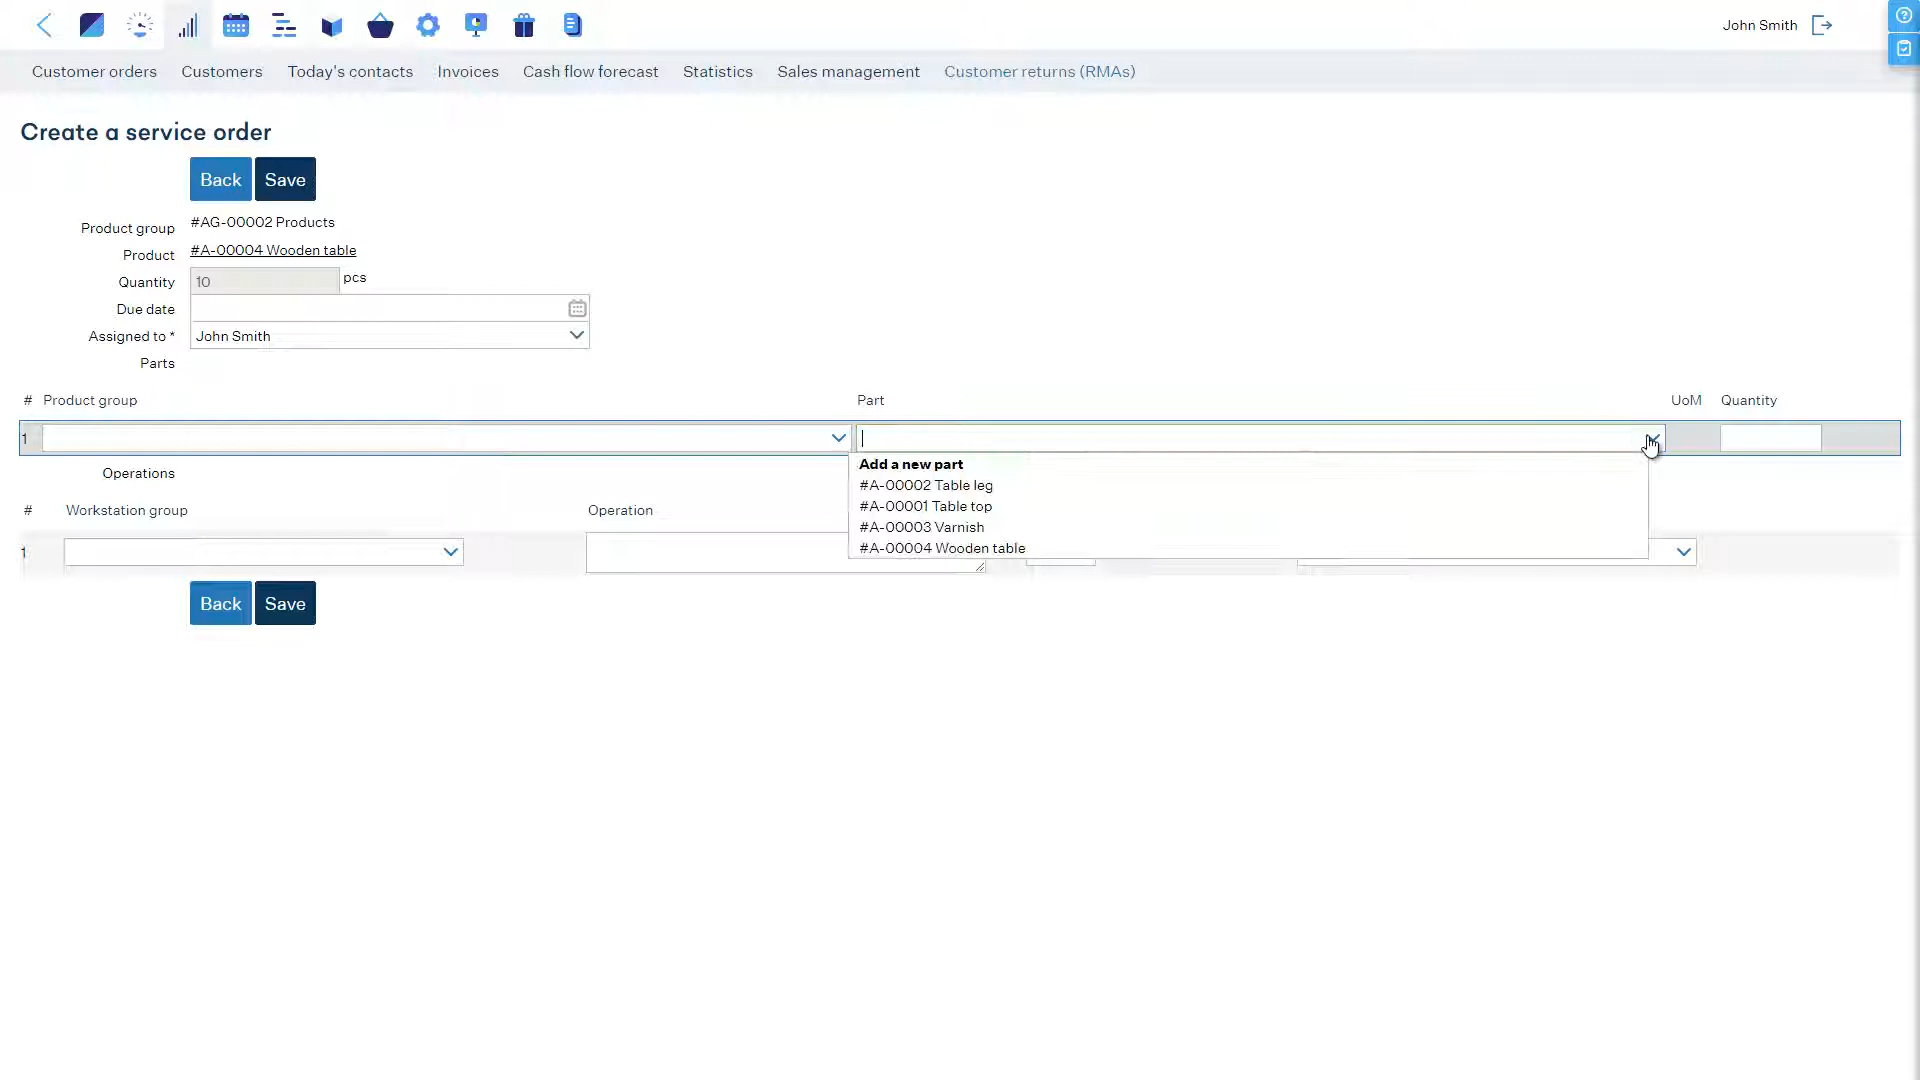 John Smith
Customer orders Customers Today's contacts Invoices Cash flow forecast Statistics Sales management Customer returns (RMAs)
Create a service order
Back Save
Product group #AG-00002 Products
Product #A-00004 Wooden table
Quantity 10 pcs
Due date
Assigned to * John Smith
Parts
# Product group Part UoM Quantity
1
Add a new part
#A-00002 Table leg
#A-00001 Table top
#A-00003 Varnish
#A-00004 Wooden table
Operations
# Workstation group Operation
1
Back Save